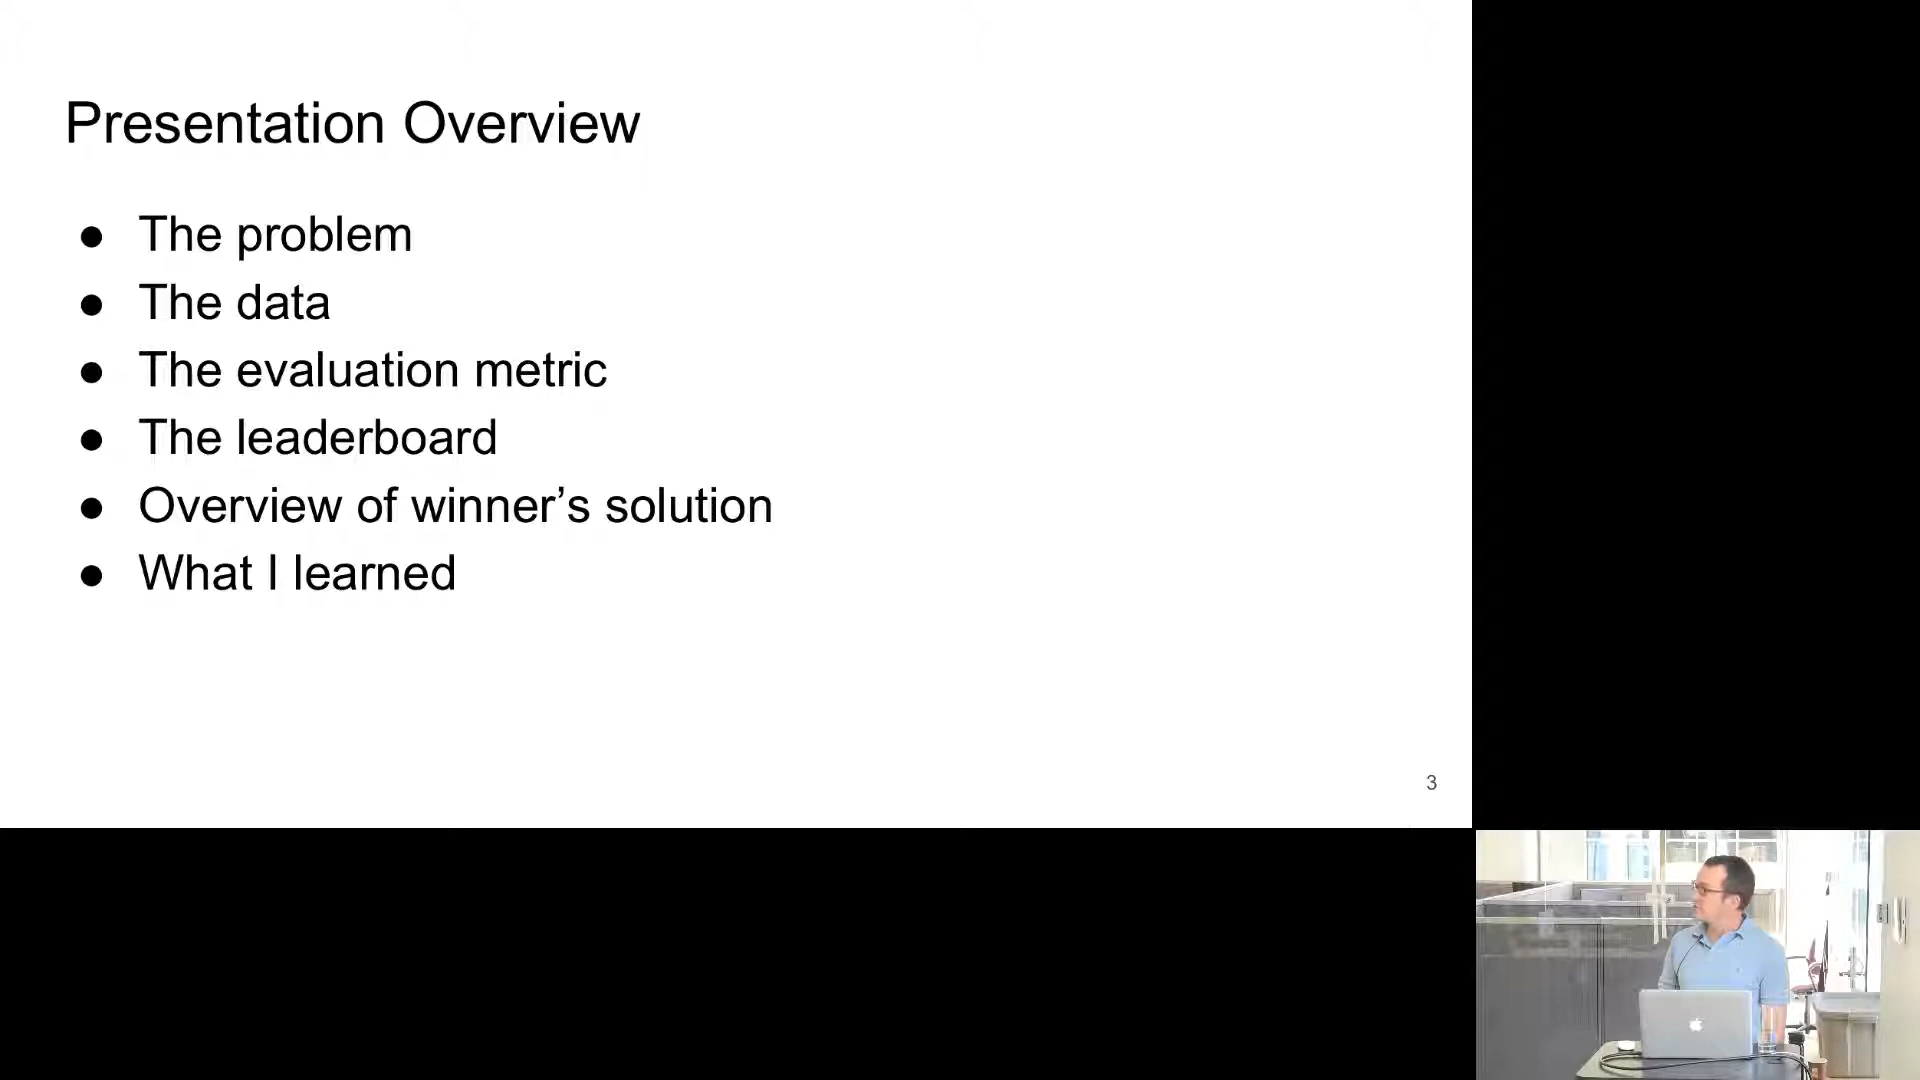 Presentation Overview
● The problem
● The data
● The evaluation metric
● The leaderboard
● Overview of winner’s solution
● What I learned
3